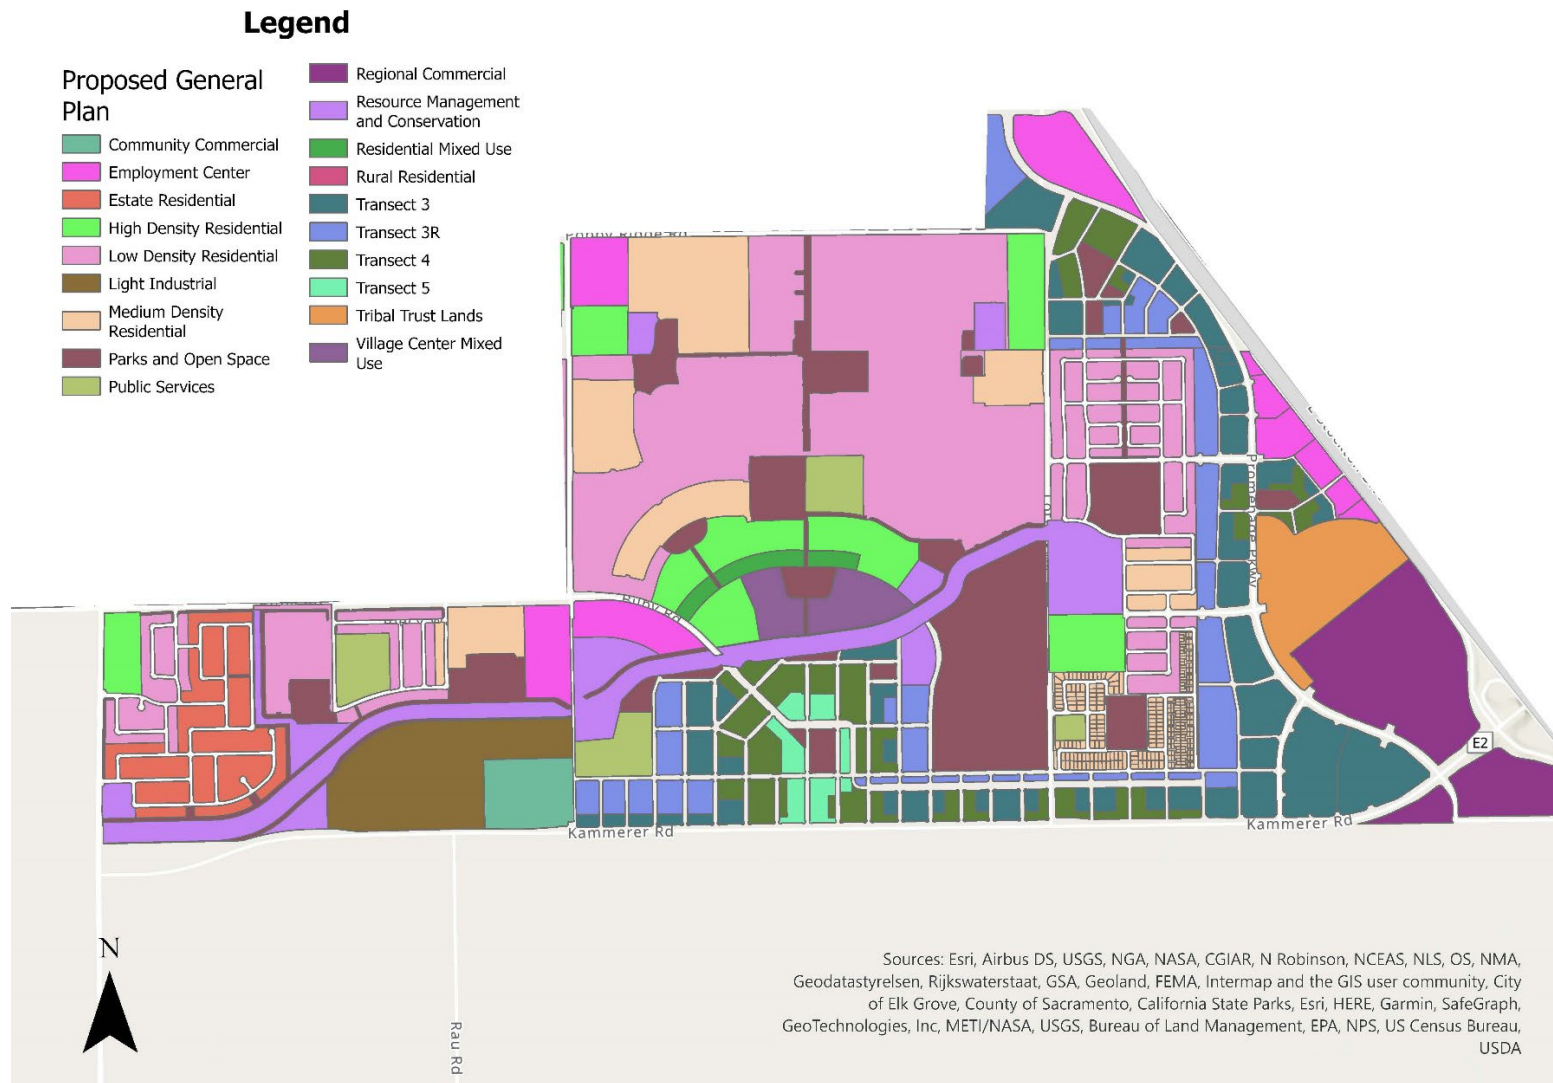 Legend
Proposed General
Plan
Community Commercial
Employment Center
Estate Residential
High Density Residential
Low Density Residential
Light Industrial
Medium Density
Residential
Parks and Open Space
Public Services
Regional Commercial
Resource Management
and Conservation
Residential Mixed Use
Rural Residential
Transect 3
Transect 3R
Transect 4
Transect 5
Tribal Trust Lands
Village Center Mixed
Use
Promenade Pkwy
E2
Kammerer Rd
Kammerer Rd
Rau Rd
N
Sources: Esri, Airbus DS, USGS, NGA, NASA, CGIAR, N Robinson, NCEAS, NLS, OS, NMA,
Geodatastyrelsen, Rijkswaterstaat, GSA, Geoland, FEMA, Intermap and the GIS user community, City
of Elk Grove, County of Sacramento, California State Parks, Esri, HERE, Garmin, SafeGraph,
GeoTechnologies, Inc, METI/NASA, USGS, Bureau of Land Management, EPA, NPS, US Census Bureau,
USDA